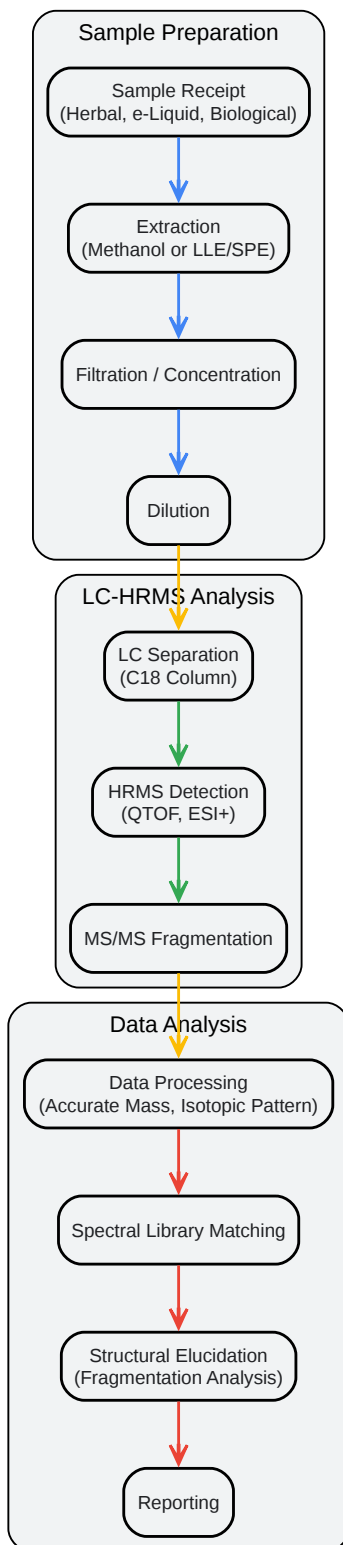 Sample Preparation
Sample Receipt
(Herbal, e-Liquid, Biological)
Extraction
(Methanol or LLE/SPE)
Filtration / Concentration
Dilution
LC-HRMS Analysis
LC Separation
(C18 Column)
HRMS Detection
(QTOF, ESI+)
MS/MS Fragmentation
Data Analysis
Data Processing
(Accurate Mass, Isotopic Pattern)
Spectral Library Matching
Structural Elucidation
(Fragmentation Analysis)
Reporting